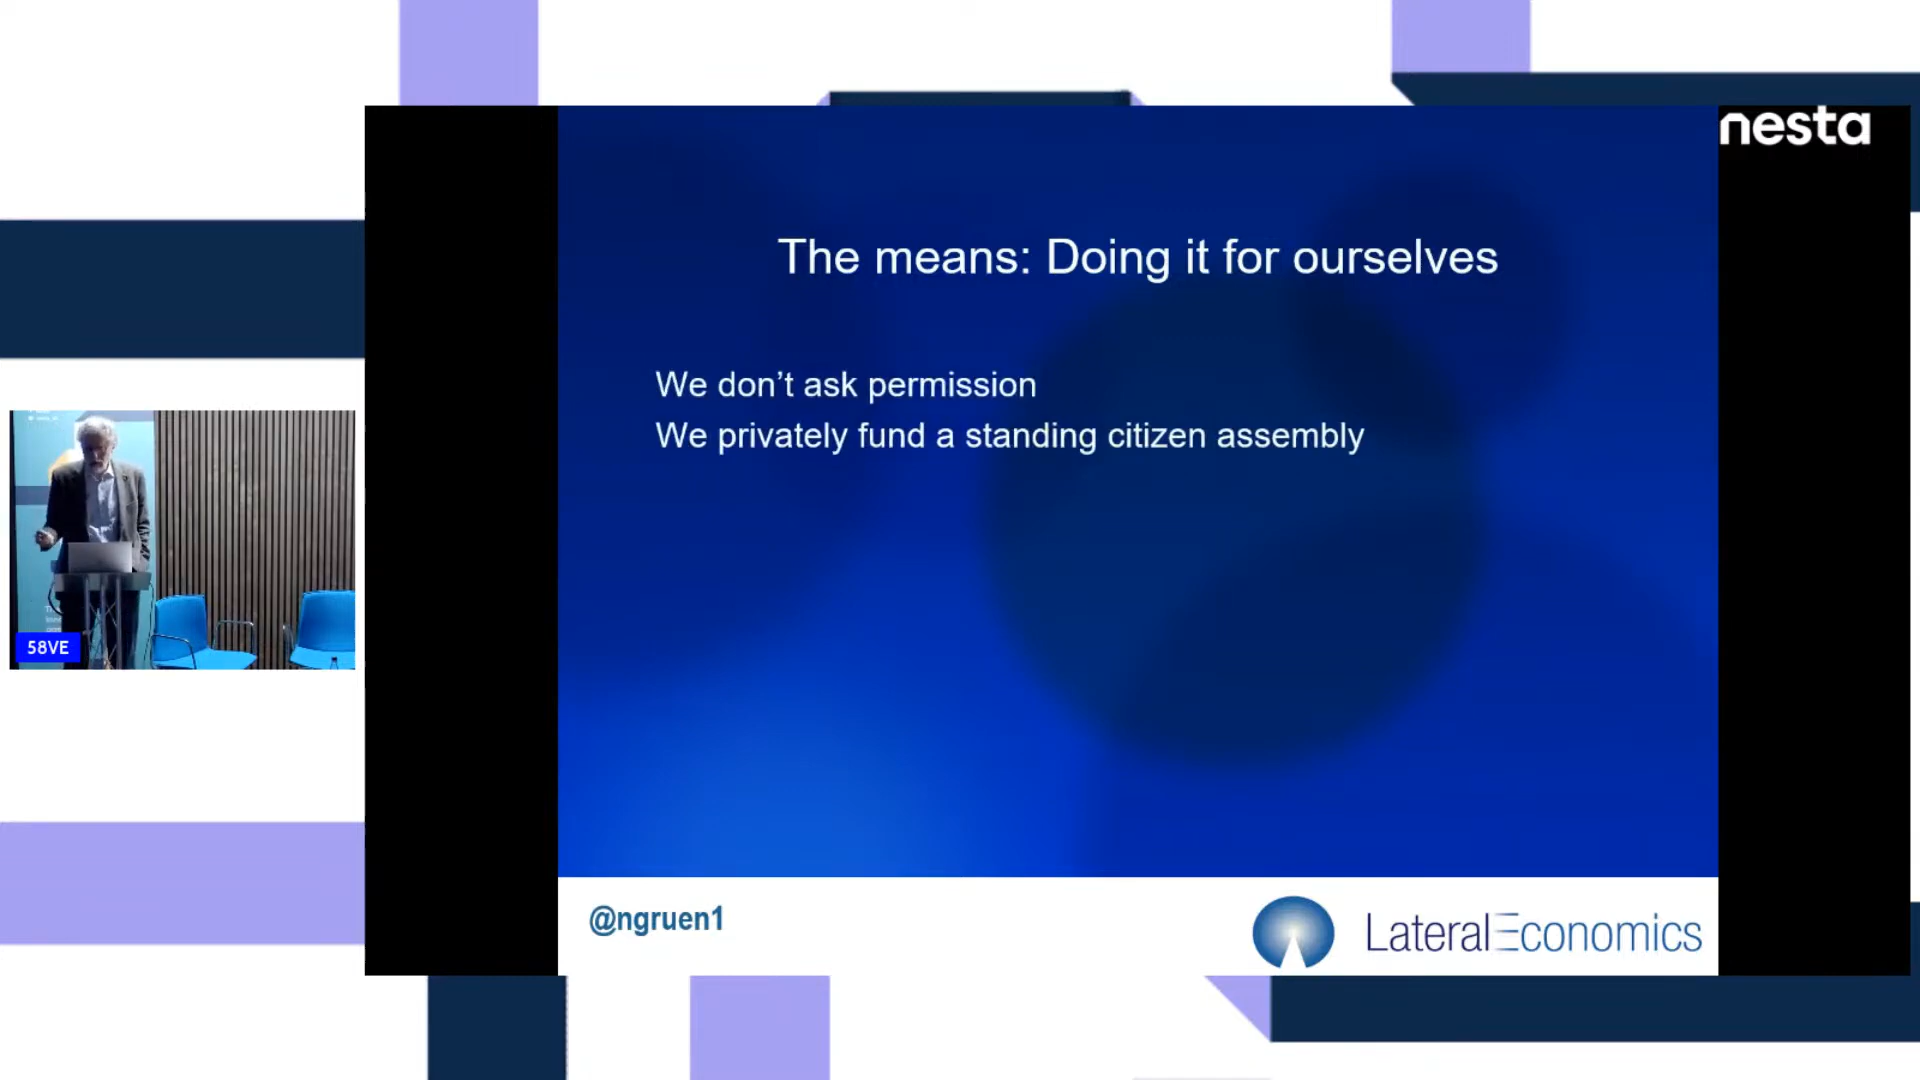 nesta
The means: Doing it for ourselves
We don't ask permission
We privately fund a standing citizen assembly
58VE
@ngruen1
LateralEconomics